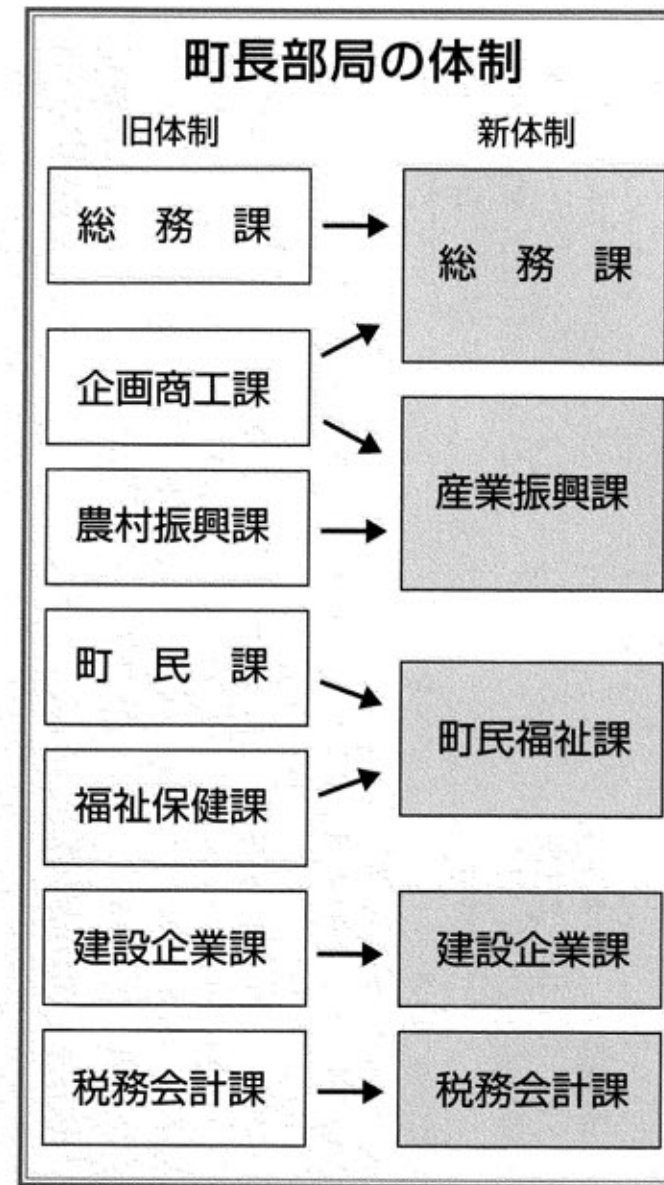 町長部局の体制
旧体制 新体制
総務課 総務課
企画商工課
産業振興課
農村振興課
町民課
町民福祉課
福祉保健課
建設企業課 建設企業課
税務会計課 税務会計課